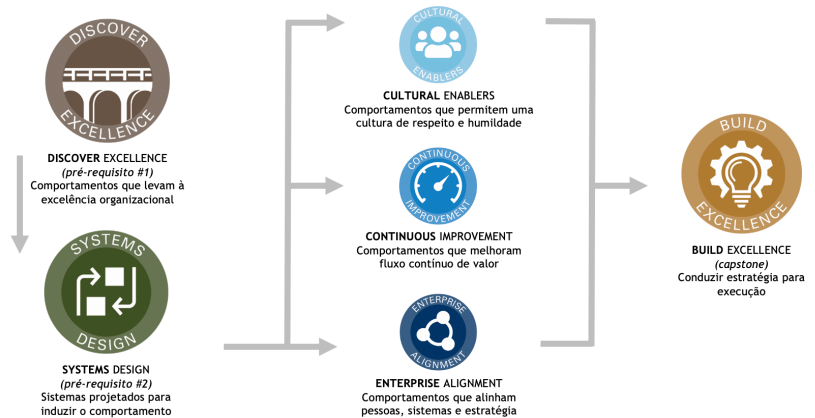 DISCOVER
EXCELLENCE
DISCOVER EXCELLENCE
(pré-requisito #1)
Comportamentos que levam à
excelência organizacional
SYSTEMS
DESIGN
SYSTEMS DESIGN
(pré-requisito #2)
Sistemas projetados para
induzir o comportamento
CULTURAL
ENABLERS
CULTURAL ENABLERS
Comportamentos que permitem uma
cultura de respeito e humildade
CONTINUOUS
IMPROVEMENT
CONTINUOUS IMPROVEMENT
Comportamentos que melhoram
fluxo contínuo de valor
ENTERPRISE
ALIGNMENT
ENTERPRISE ALIGNMENT
Comportamentos que alinham
pessoas, sistemas e estratégia
BUILD
EXCELLENCE
BUILD EXCELLENCE
(capstone)
Conduzir estratégia para
execução